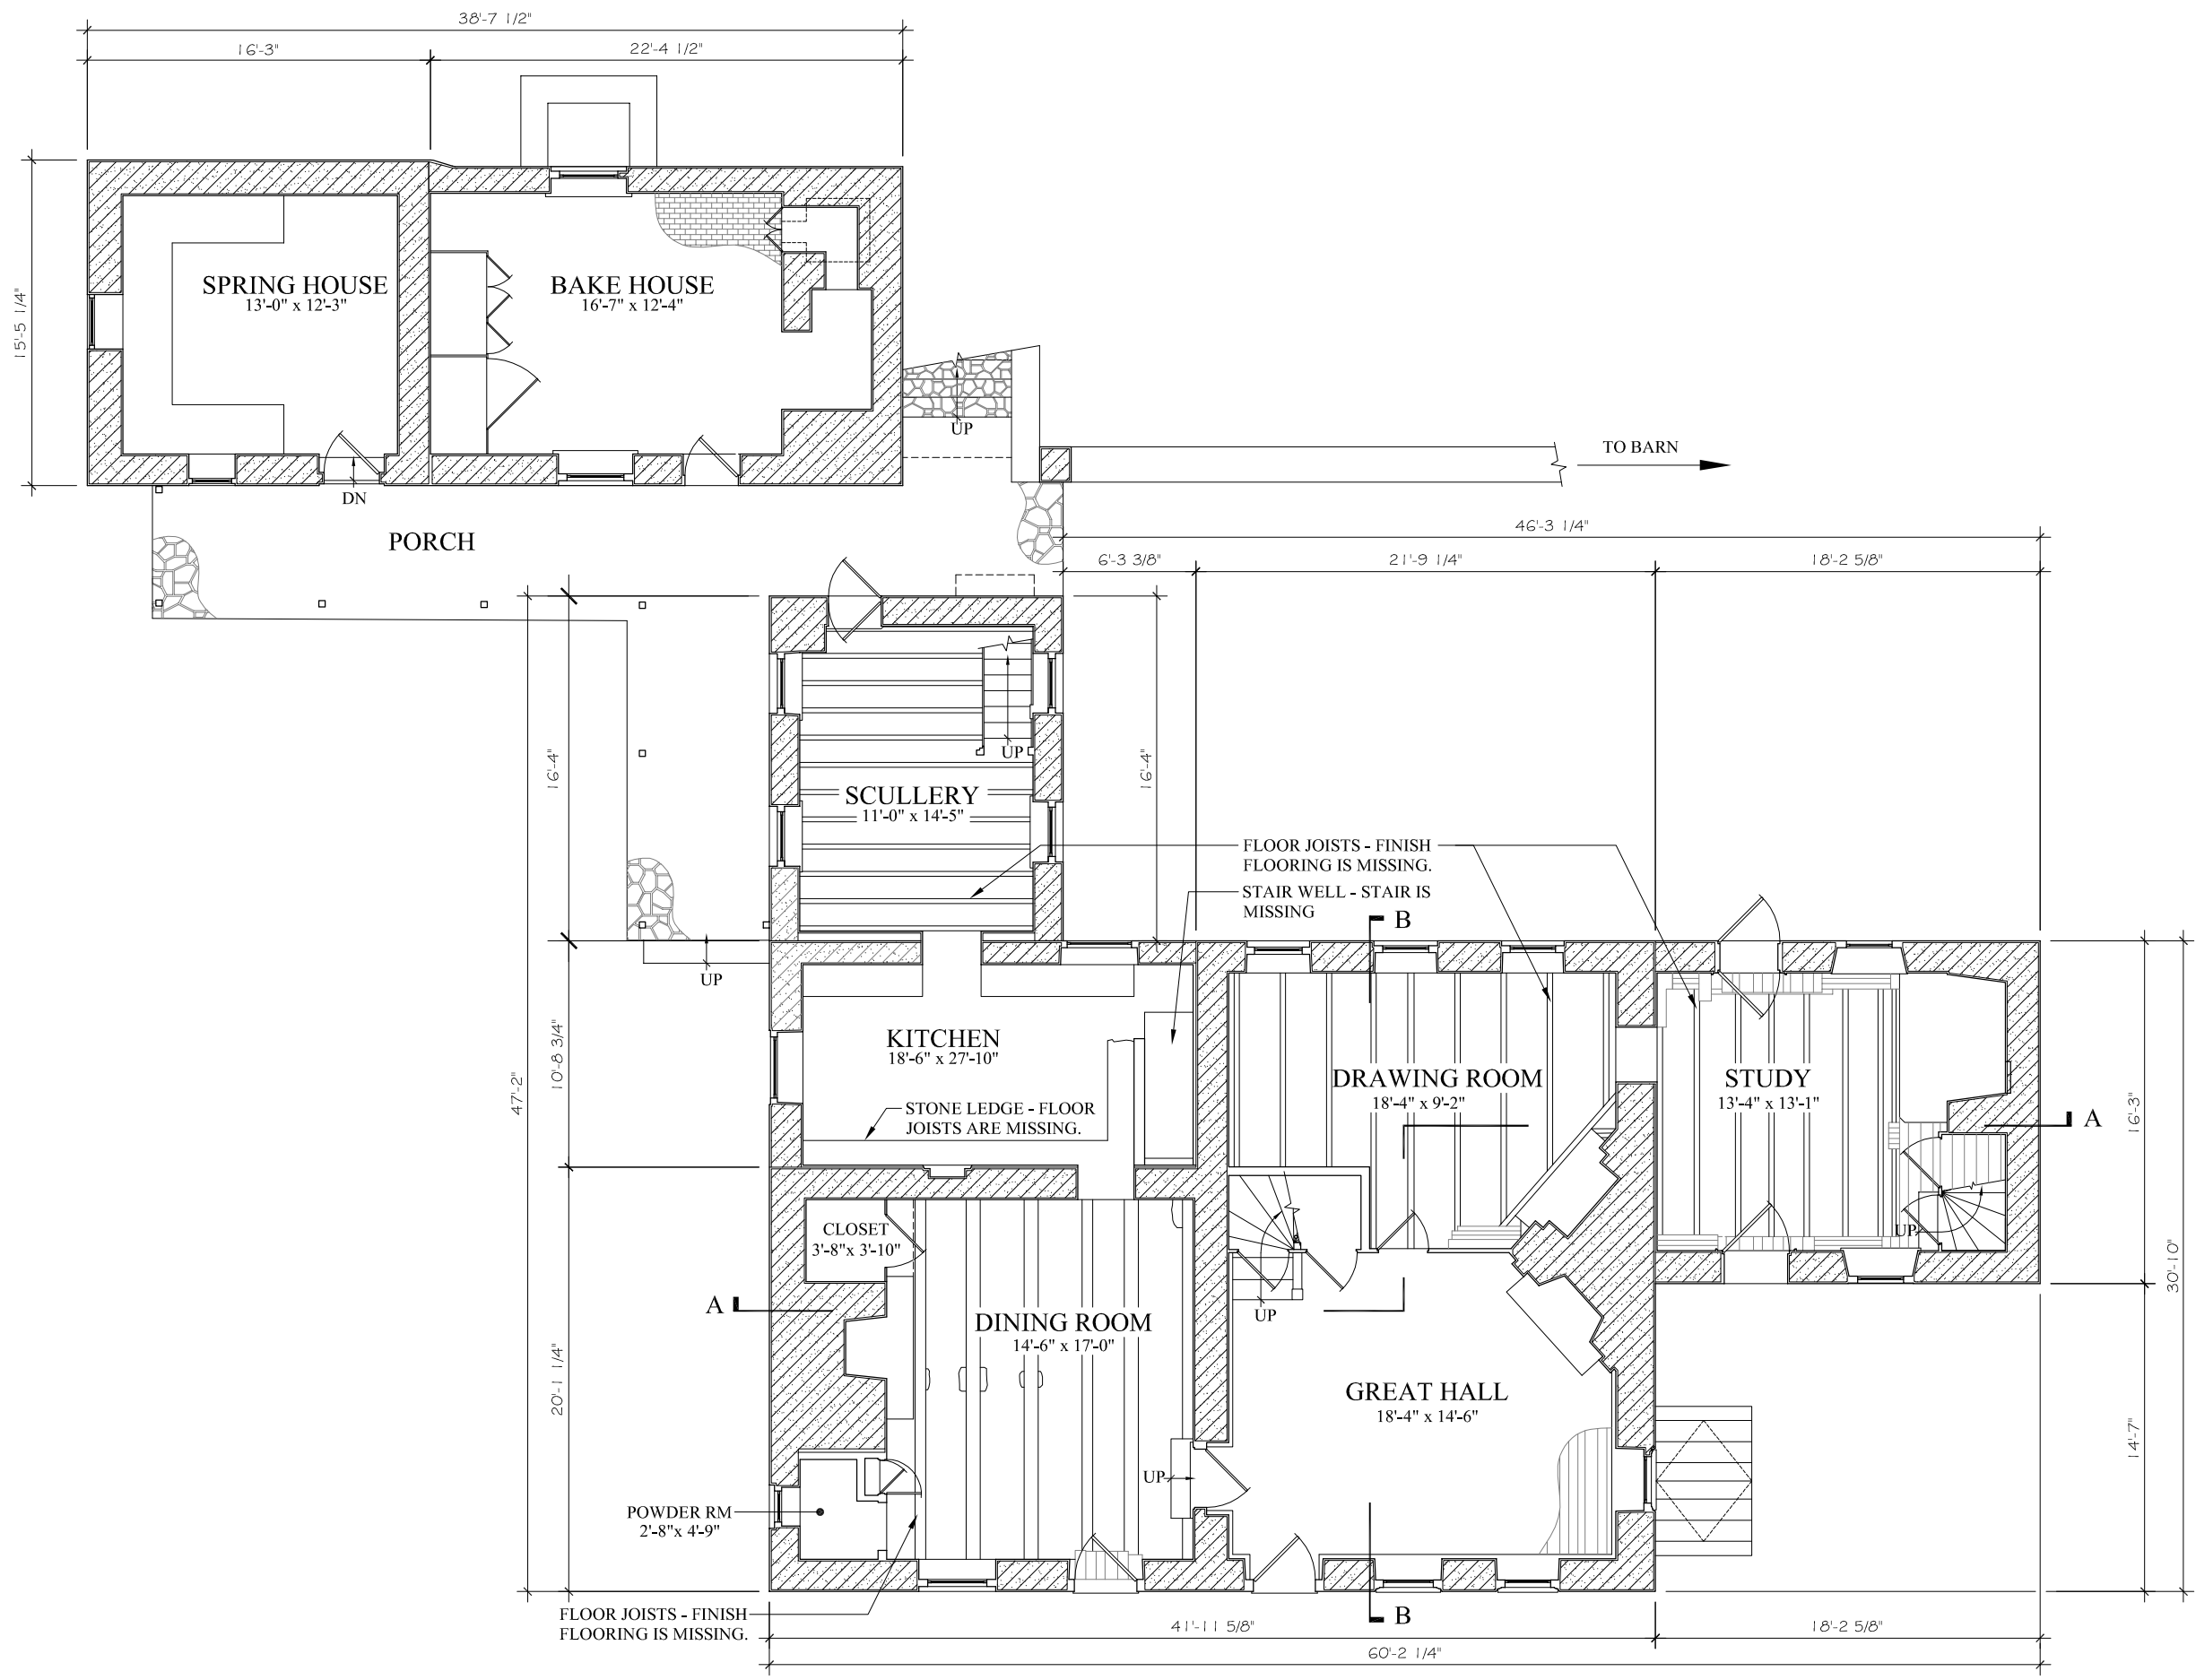 38'-7 1/2"
16'-3"
22'-4 1/2"
15'-5 1/4"
SPRING HOUSE
13'-0" x 12'-3"
BAKE HOUSE
16'-7" x 12'-4"
UP
TO BARN
DN
PORCH
46'-3 1/4"
6'-3 3/8"
21'-9 1/4"
18'-2 5/8"
16'-4"
16'-4"
UP
SCULLERY
11'-0" x 14'-5"
FLOOR JOISTS - FINISH
FLOORING IS MISSING.
STAIR WELL - STAIR IS
MISSING
B
UP
47'-2"
10'-8 3/4"
KITCHEN
18'-6" x 27'-10"
STONE LEDGE - FLOOR
JOISTS ARE MISSING.
DRAWING ROOM
18'-4" x 9'-2"
STUDY
13'-4" x 13'-1"
A
16'-3"
30'-10"
CLOSET
3'-8"x 3'-10"
UP
A
UP
DINING ROOM
14'-6" x 17'-0"
20'-1 1/4"
GREAT HALL
18'-4" x 14'-6"
14'-7"
UP
POWDER RM
2'-8"x 4'-9"
FLOOR JOISTS - FINISH
FLOORING IS MISSING.
B
41'-11 5/8"
18'-2 5/8"
60'-2 1/4"